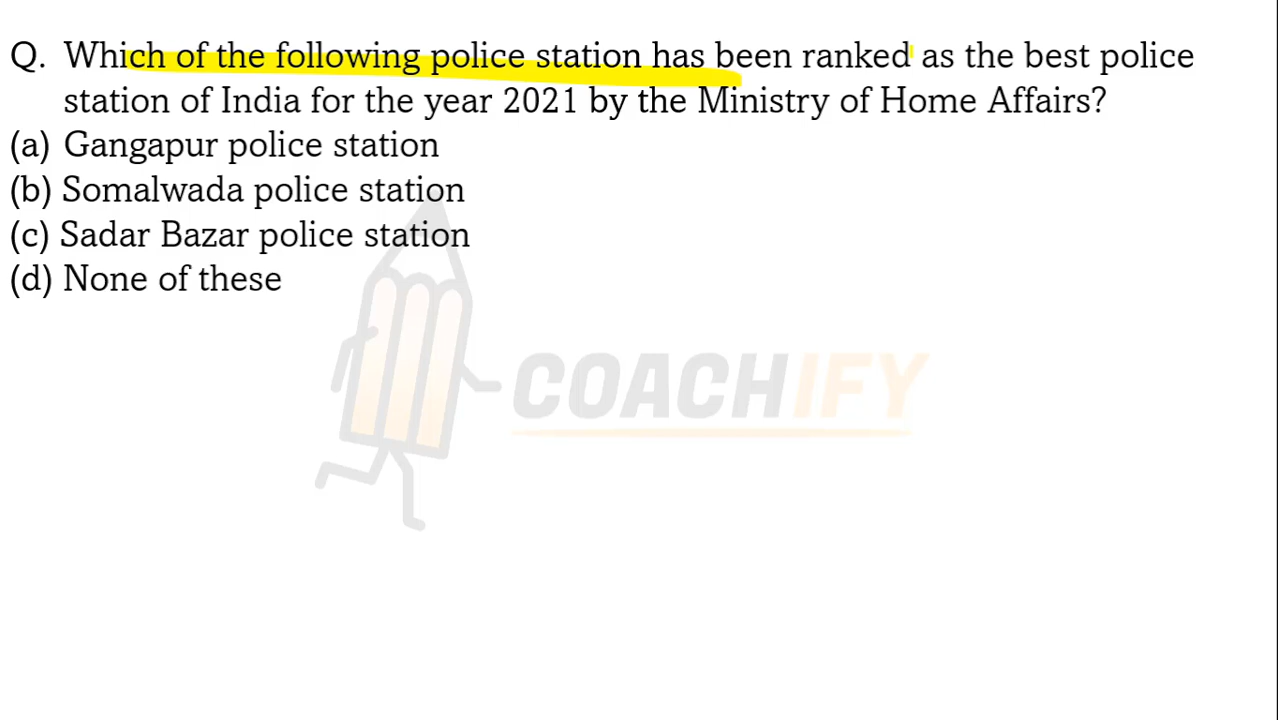 Q. Which of the following police station has been ranked as the best police
station of India for the year 2021 by the Ministry of Home Affairs?
(a) Gangapur police station
(b) Somalwada police station
(c) Sadar Bazar police station
(d) None of these
COACHIFY